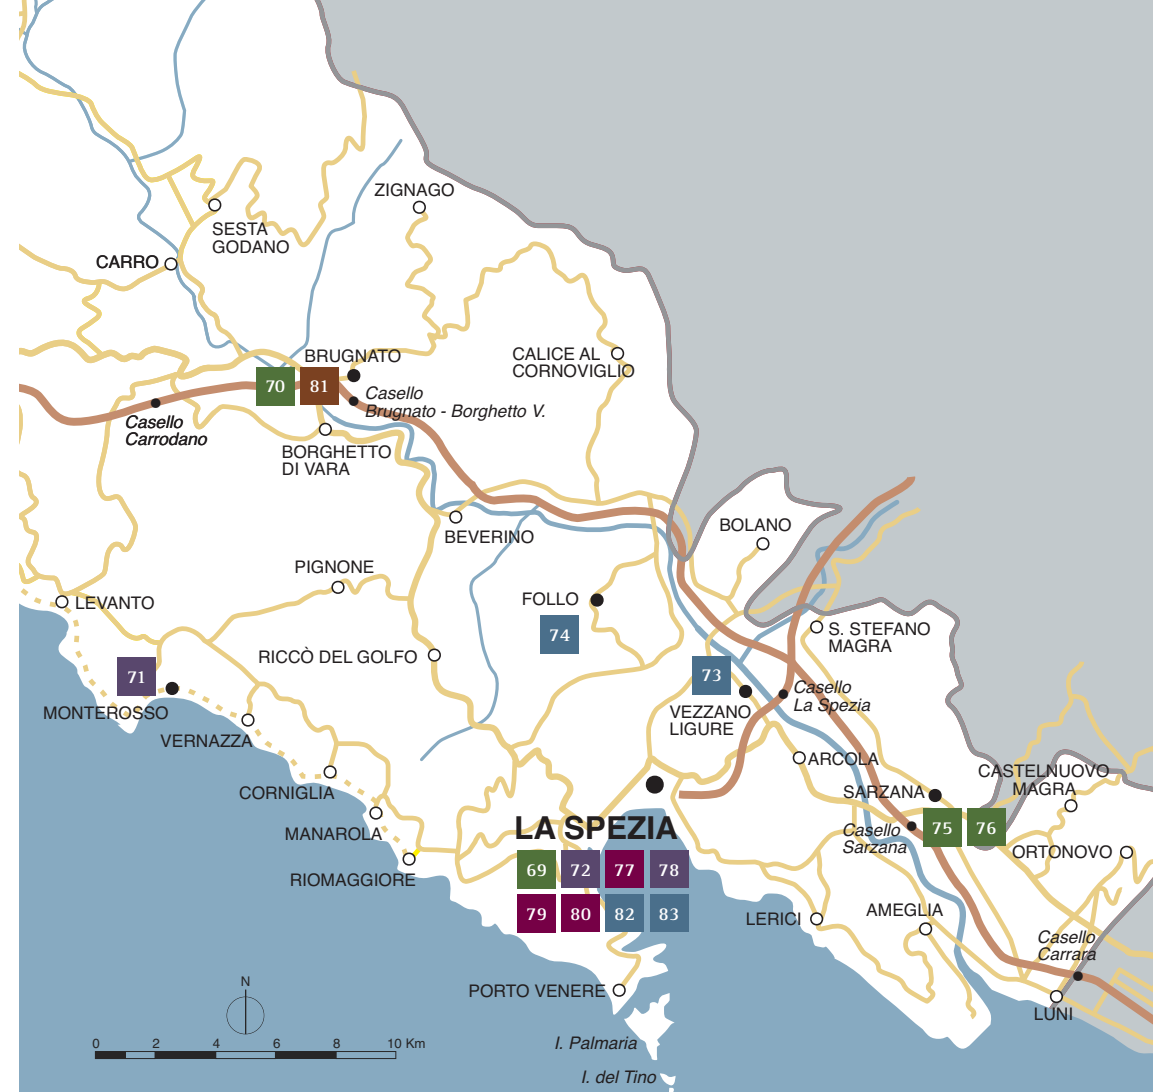 ZIGNAGO
SESTA
GODANO
CARRO
BRUGNATO
CALICE AL
CORNOVIGLIO
70
81
Casello
Brugnato - Borghetto V.
Casello
Carrodano
BORGHETTO
DI VARA
BOLANO
BEVERINO
PIGNONE
LEVANTO
FOLLO
74
S. STEFANO
MAGRA
RICCÒ DEL GOLFO
71
73
Casello
La Spezia
MONTEROSSO
VEZZANO
LIGURE
VERNAZZA
ARCOLA
CASTELNUOVO
MAGRA
CORNIGLIA
SARZANA
MANAROLA
LA SPEZIA
Casello
Sarzana
75
76
ORTONOVO
RIOMAGGIORE
69
72
77
78
79
80
82
83
LERICI
AMEGLIA
Casello
Carrara
PORTO VENERE
LUNI
N
I. Palmaria
0
2
4
6
8
10 Km
I. del Tino